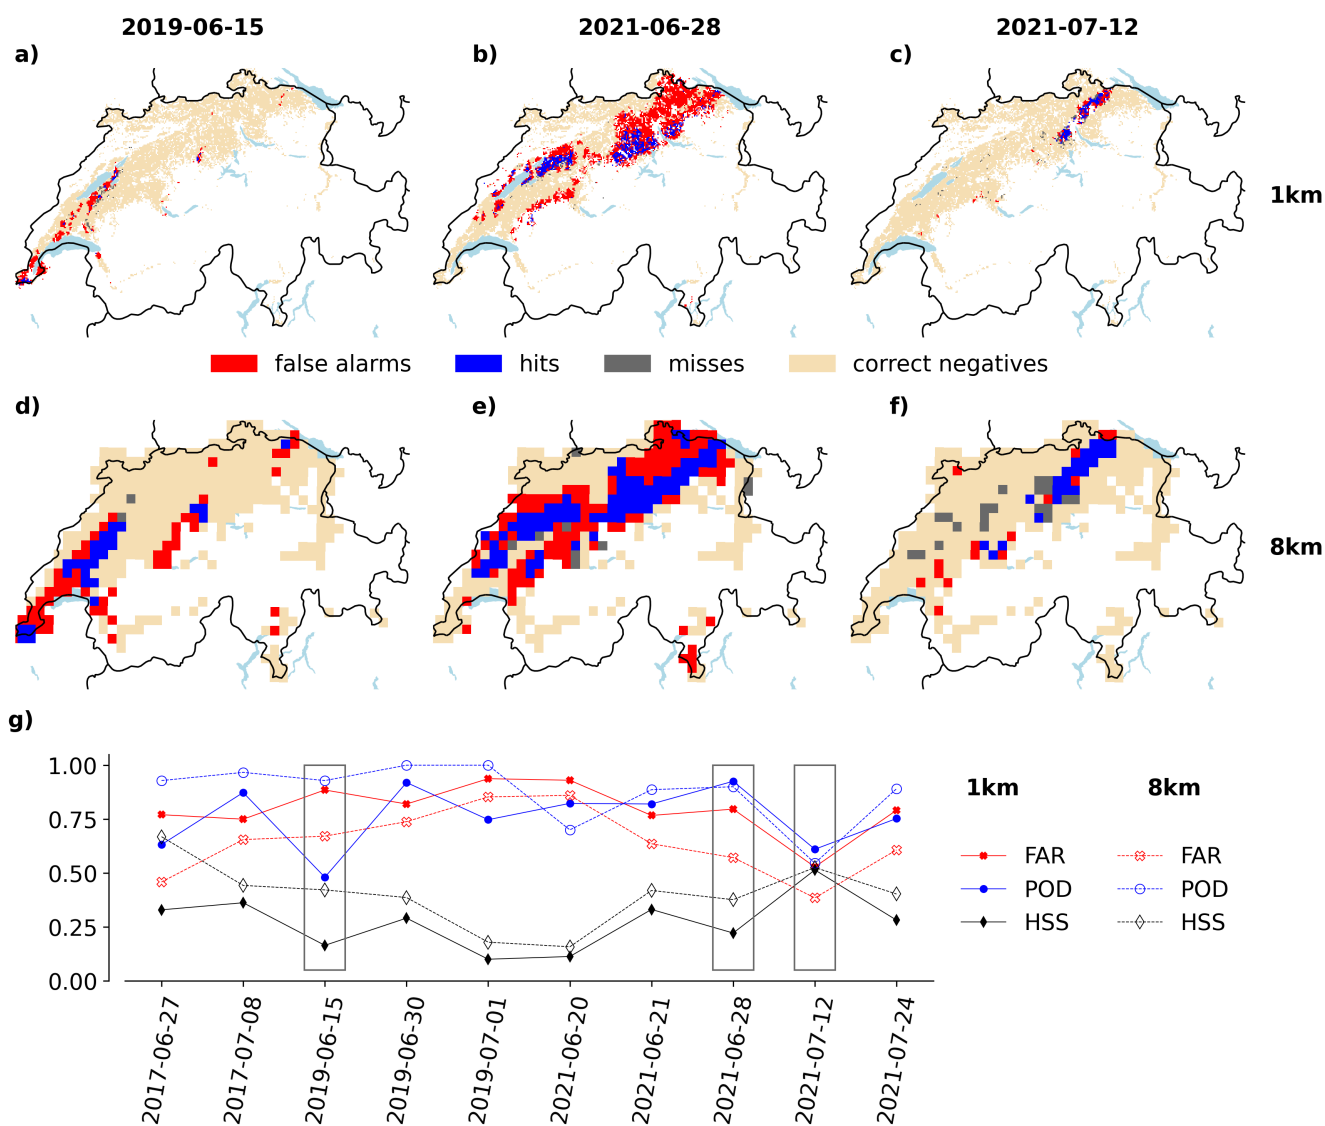 2019-06-15 2021-06-28 2021-07-12
a) b) c)
1km
false alarms hits misses correct negatives
d) e) f)
8km
g)
1km 8km
1.00
0.75
0.50
0.25
0.00
FAR FAR
POD POD
HSS HSS
2017-06-27
2017-07-08
2019-06-15
2019-06-30
2019-07-01
2021-06-20
2021-06-21
2021-06-28
2021-07-12
2021-07-24